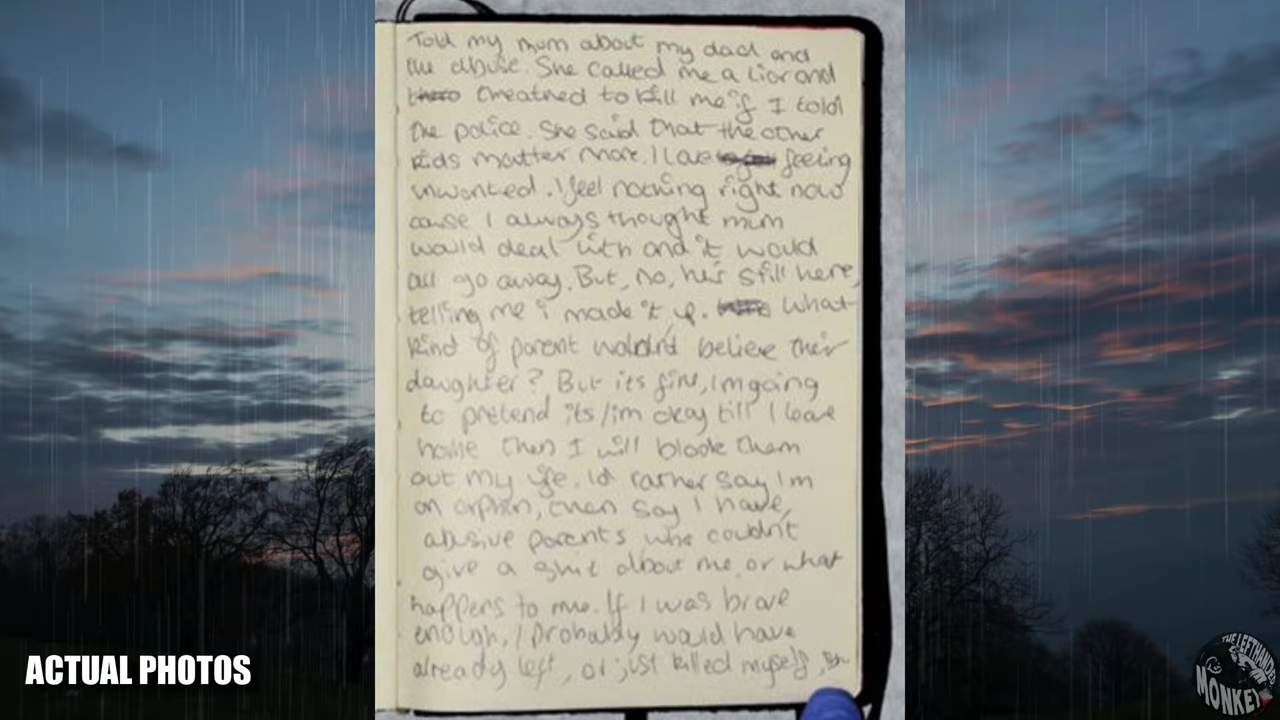 Told my mum about my dad and
the abuse. She called me a liar and
threatned to kill me if I told
the police. She said that the other
kids matter more. I love feeling
unwanted. I feel nothing right now
cause I always thought mum
would deal with and it would
all go away. But, no, he's still here,
telling me i made it up. What
kind of parent wouldn't believe their
daughter? But its fine, Im going
to pretend its/im okay till I leave
home then I will blook them
out my life. Id rather say I'm
an orphan, than say I have
abusive parents who couldn't
give a shit about me, or what
happens to me. If I was brave
enough, I probably would have
already left, or just killed myself,
ACTUAL PHOTOS
THE LEFTHANDED
MONKEY